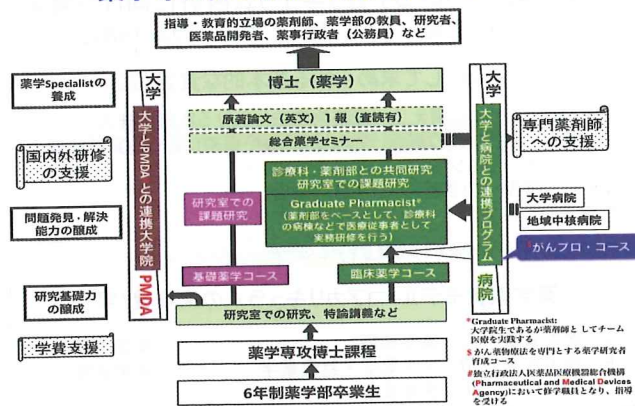 指導・教育的立場の薬剤師、薬学部の教員、研究者、
医薬品開発者、薬事行政者（公務員）など
薬学Specialistの
養成
大学
博士（薬学）
大学
原著論文（英文）１報（査読有）
総合薬学セミナー
専門薬剤師
への支援
国内外研修
の支援
大学とPMDAとの連携大学院
大学と病院との連携プログラム
診療科・薬剤部との共同研究
研究室での課題研究
研究室での
課題研究
Graduate Pharmacist*
（薬剤部をベースとして、診療科
の病棟などで医療従事者として
実務研修を行う）
大学病院
地域中核病院
問題発見・解決
能力の醸成
$がんプロ・コース
PMDA
基礎薬学コース
臨床薬学コース
病院
研究基礎力
の醸成
研究室での研究、特論講義など
学費支援
薬学専攻博士課程
6年制薬学部卒業生
*Graduate Pharmacist:
大学院生であるが薬剤師としてチーム
医療を実践する
$がん薬物療法を専門とする薬学研究者
育成コース
#独立行政法人医薬品医療機器総合機構
(Pharmaceutical and Medical Devices
Agency)において修学職員となり、指導
を受ける